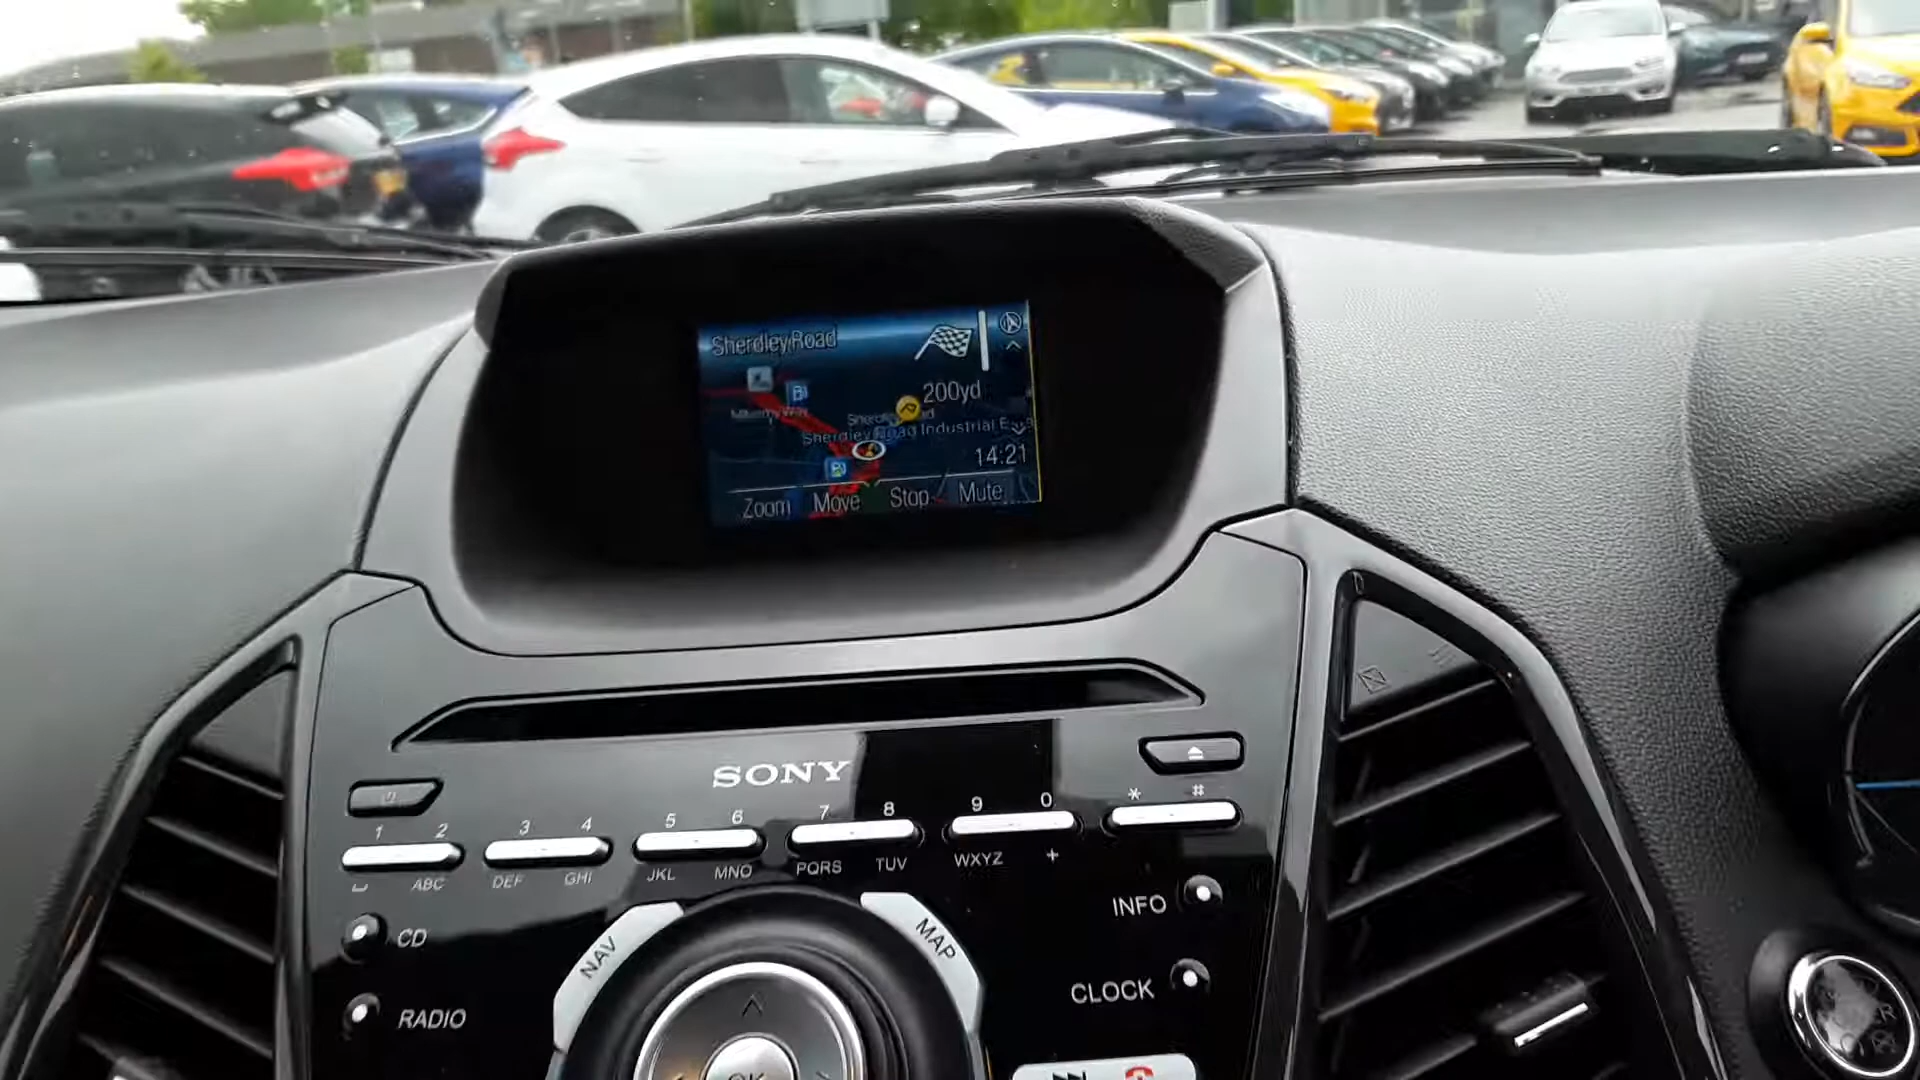 Sherdley Road
200yd
Sherdley Road Industrial
14:21
Zoom Move Stop Mute
SONY
1 2 3 4 5 6 7 8 9 0 * #
ABC DEF GHI JKL MNO PQRS TUV WXYZ +
CD
NAV
MAP
INFO
RADIO
CLOCK
OK